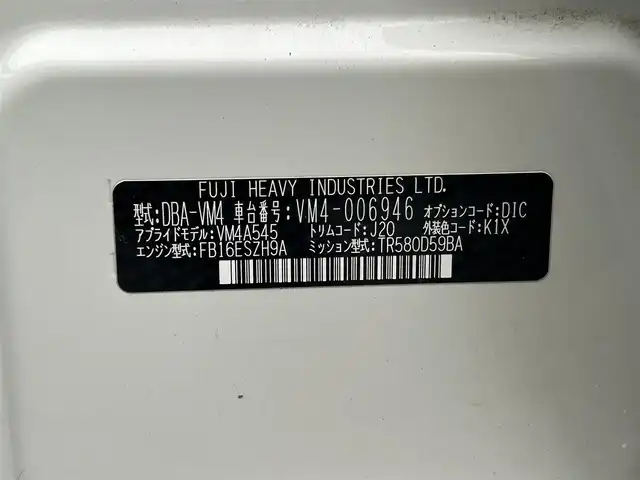 FUJI HEAVY INDUSTRIES LTD.
型式:DBA-VM4 車台番号:VM4-006946 オプションコード:DIC
アプライドモデル:VM4A545 トリムコード:J20 外装色コード:K1X
エンジン型式:FB16ESZH9A ミッション型式:TR580D59BA